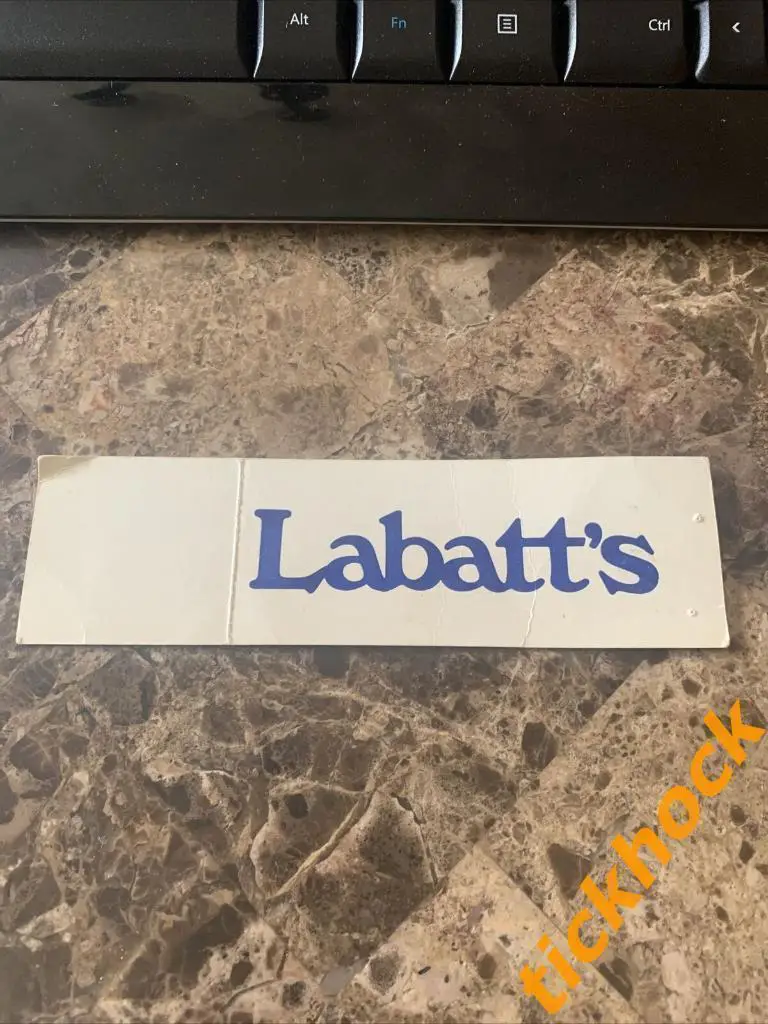 Alt Fn Ctrl <
Labatt's
tickhock